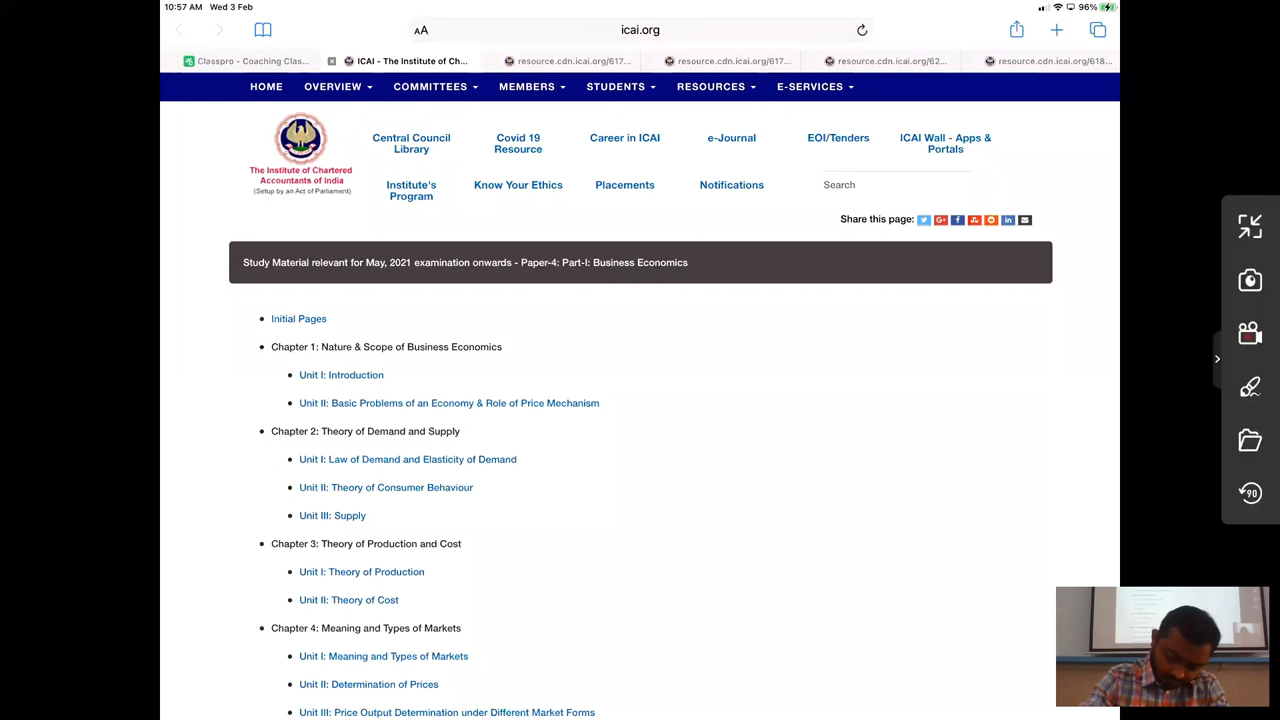 10:57 AM Wed 3 Feb
96%
AA
icai.org
Classpro - Coaching Clas...
ICAI - The Institute of Ch...
resource.cdn.icai.org/617...
resource.cdn.icai.org/617...
resource.cdn.icai.org/62...
resource.cdn.icai.org/618...
HOME OVERVIEW COMMITTEES MEMBERS STUDENTS RESOURCES E-SERVICES
The Institute of Chartered
Accountants of India
(Setup by an Act of Parliament)
Central Council
Library
Covid 19
Resource
Career in ICAI
e-Journal
EOI/Tenders
ICAI Wall - Apps &
Portals
Institute's
Program
Know Your Ethics
Placements
Notifications
Search
Share this page:
Study Material relevant for May, 2021 examination onwards - Paper-4: Part-I: Business Economics
Initial Pages
Chapter 1: Nature & Scope of Business Economics
Unit I: Introduction
Unit II: Basic Problems of an Economy & Role of Price Mechanism
Chapter 2: Theory of Demand and Supply
Unit I: Law of Demand and Elasticity of Demand
Unit II: Theory of Consumer Behaviour
Unit III: Supply
Chapter 3: Theory of Production and Cost
Unit I: Theory of Production
Unit II: Theory of Cost
Chapter 4: Meaning and Types of Markets
Unit I: Meaning and Types of Markets
Unit II: Determination of Prices
Unit III: Price Output Determination under Different Market Forms
90